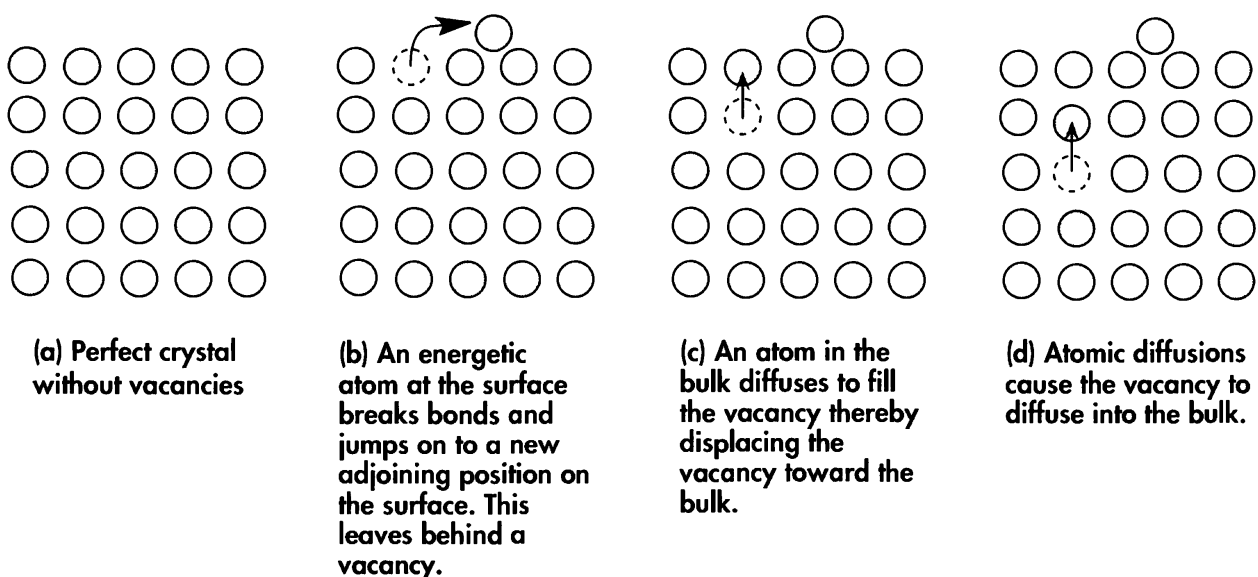 (a) Perfect crystal
without vacancies
(b) An energetic
atom at the surface
breaks bonds and
jumps on to a new
adjoining position on
the surface. This
leaves behind a
vacancy.
(c) An atom in the
bulk diffuses to fill
the vacancy thereby
displacing the
vacancy toward the
bulk.
(d) Atomic diffusions
cause the vacancy to
diffuse into the bulk.